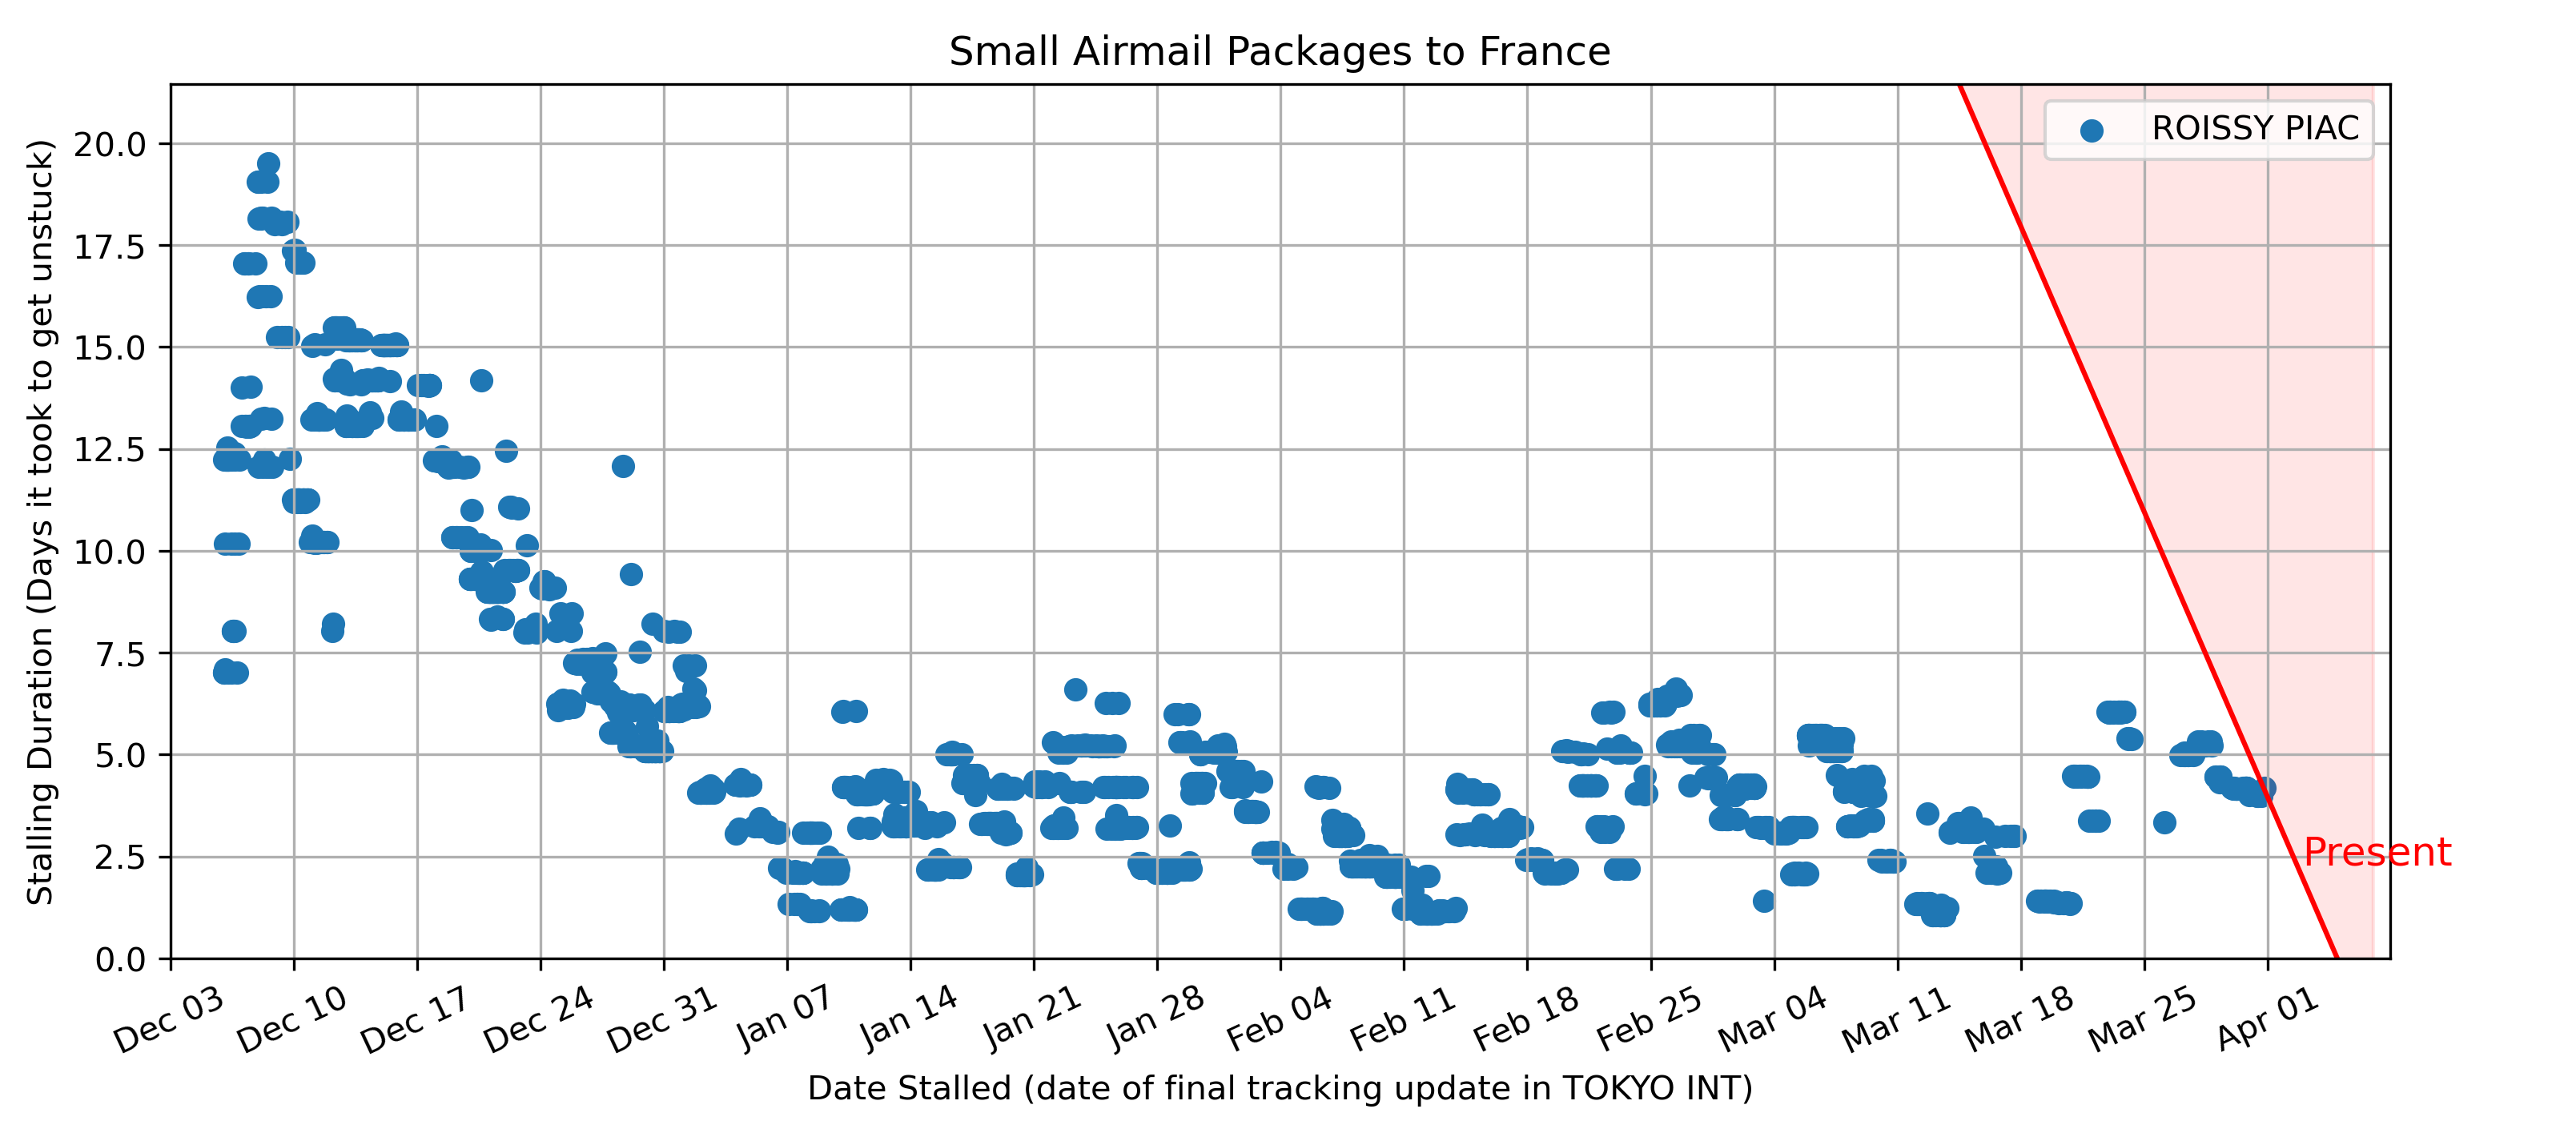 Small Airmail Packages to France
ROISSY PIAC
Stalling Duration (Days it took to get unstuck)
20.0
17.5
15.0
12.5
10.0
7.5
5.0
2.5
0.0
Present
Dec 03 Dec 10 Dec 17 Dec 24 Dec 31 Jan 07 Jan 14 Jan 21 Jan 28 Feb 04 Feb 11 Feb 18 Feb 25 Mar 04 Mar 11 Mar 18 Mar 25 Apr 01
Date Stalled (date of final tracking update in TOKYO INT)